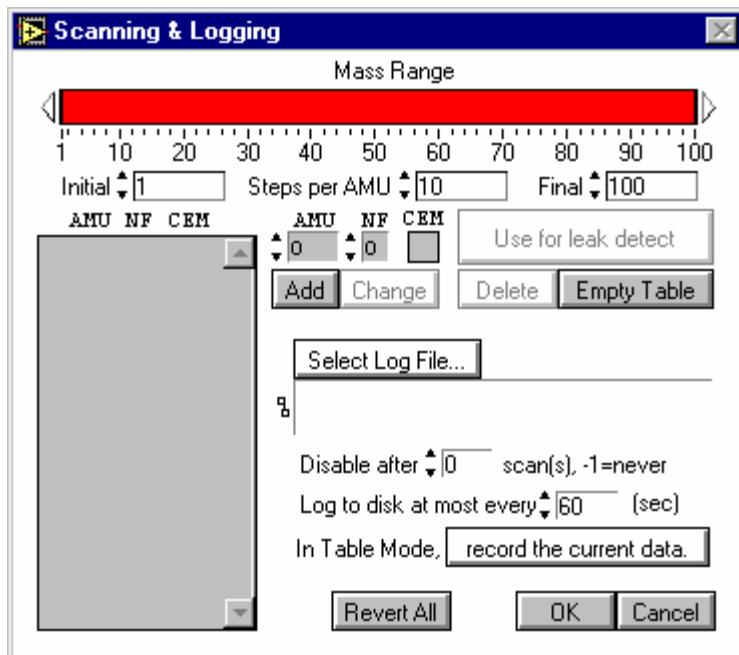 Scanning & Logging
Mass Range
1 10 20 30 40 50 60 70 80 90 100
Initial 1 Steps per AMU 10 Final 100
AMU NF CEM
AMU NF CEM
0 0
Use for leak detect
Add Change Delete Empty Table
Select Log File...
Disable after 0 scan(s), -1=never
Log to disk at most every 60 (sec)
In Table Mode, record the current data.
Revert All OK Cancel